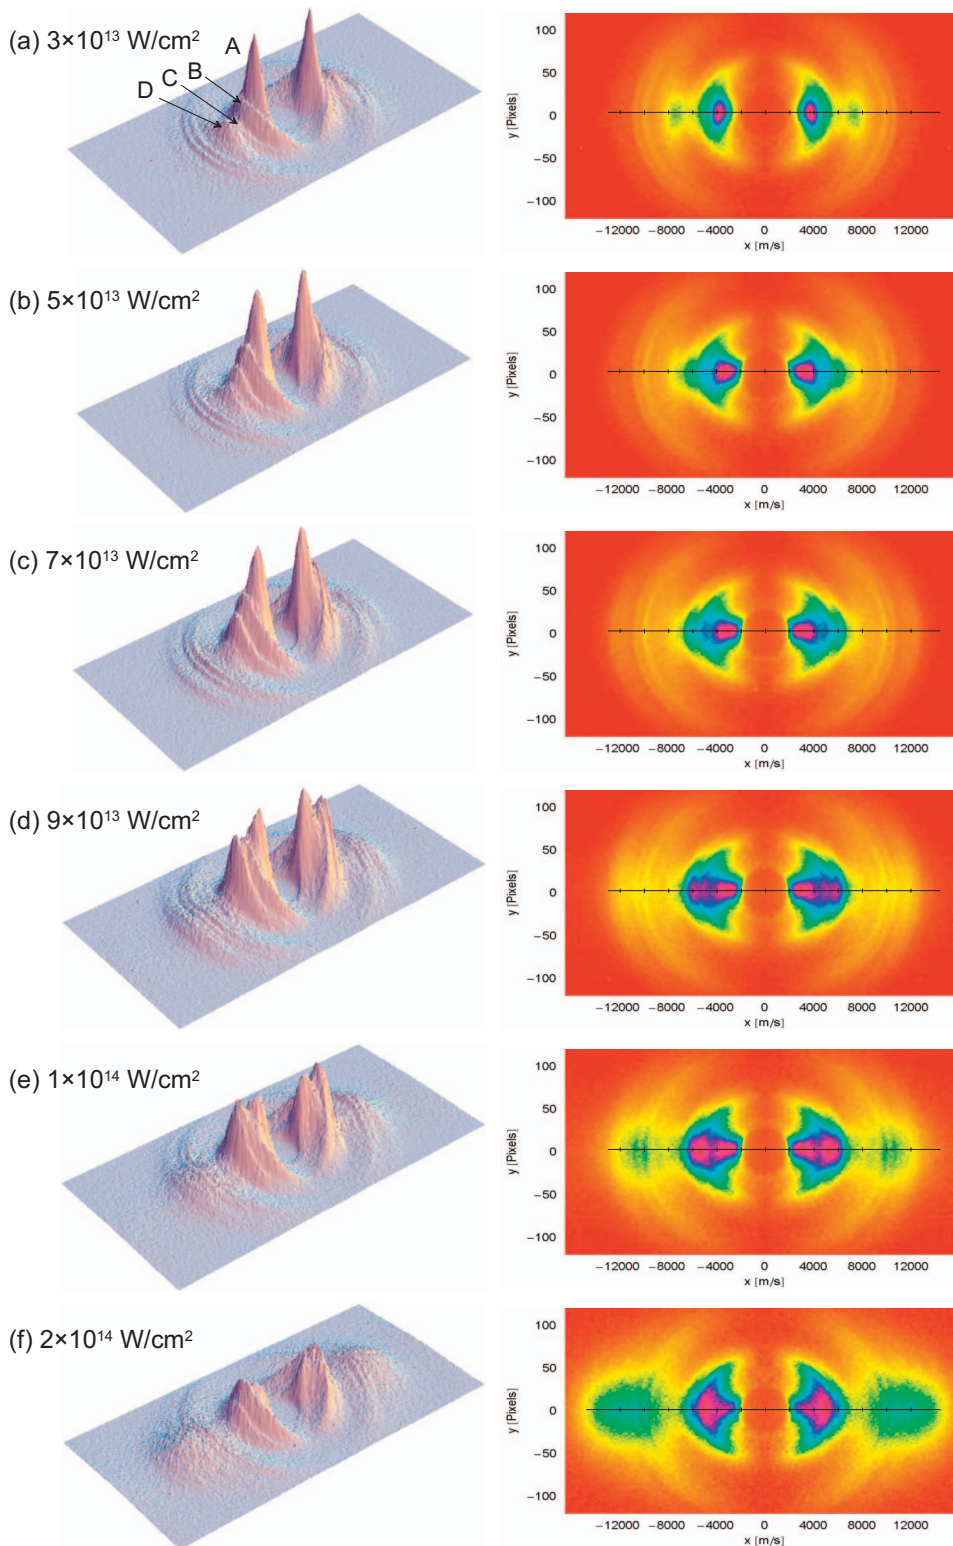 (a) 3×10¹³ W/cm²
A
B
C
D
y [Pixels]
100
50
0
−50
−100
−12000 −8000 −4000 0 4000 8000 12000
x [m/s]
(b) 5×10¹³ W/cm²
y [Pixels]
100
50
0
−50
−100
−12000 −8000 −4000 0 4000 8000 12000
x [m/s]
(c) 7×10¹³ W/cm²
y [Pixels]
100
50
0
−50
−100
−12000 −8000 −4000 0 4000 8000 12000
x [m/s]
(d) 9×10¹³ W/cm²
y [Pixels]
100
50
0
−50
−100
−12000 −8000 −4000 0 4000 8000 12000
x [m/s]
(e) 1×10¹⁴ W/cm²
y [Pixels]
100
50
0
−50
−100
−12000 −8000 −4000 0 4000 8000 12000
x [m/s]
(f) 2×10¹⁴ W/cm²
y [Pixels]
100
50
0
−50
−100
−12000 −8000 −4000 0 4000 8000 12000
x [m/s]